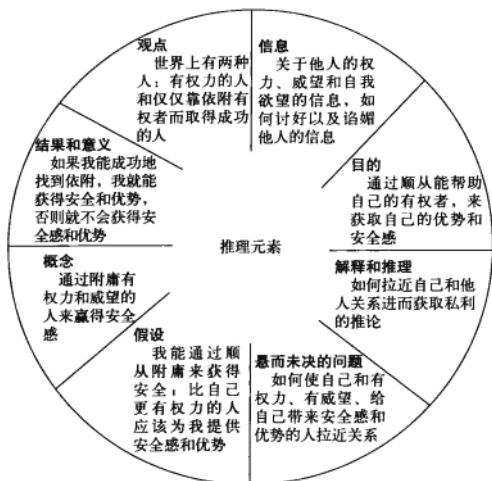 观点
世界上有两种
人：有权力的人
和仅仅靠依附有
权者而取得成功
的人
信息
关于他人的权
力、威望和自我
欲望的信息，如
何讨好以及谄媚
他人的信息
目的
通过顺从能帮助
自己的有权者，来
获取自己的优势和
安全感
解释和推理
如何拉近自己和他
人关系进而获取私利
的推论
悬而未决的问题
如何使自己和有
权力、有威望、给
自己带来安全感和
优势的人拉近关系
假设
我能通过顺
从附庸来获得
安全；比自己
更有权力的人
应该为我提供
安全感和优势
概念
通过附庸有
权力和威望的
人来赢得安全
感
结果和意义
如果我能成功地
找到依附，我就能
获得安全和优势，
否则就不会获得安
全感和优势
推理元素